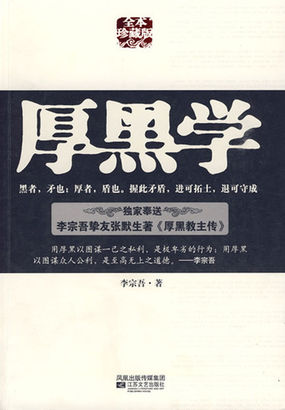 全本
珍藏版
厚黑学
黑者，矛也；厚者，盾也。握此矛盾，进可拓土，退可守成
独家奉送
李宗吾挚友张默生著《厚黑教主传》
用厚黑以图谋一己之私利，是极卑劣的行为；用厚黑
以图谋众人公利，是至高无上之道德。——李宗吾
李宗吾·著
凤凰出版传媒集团
江苏文艺出版社